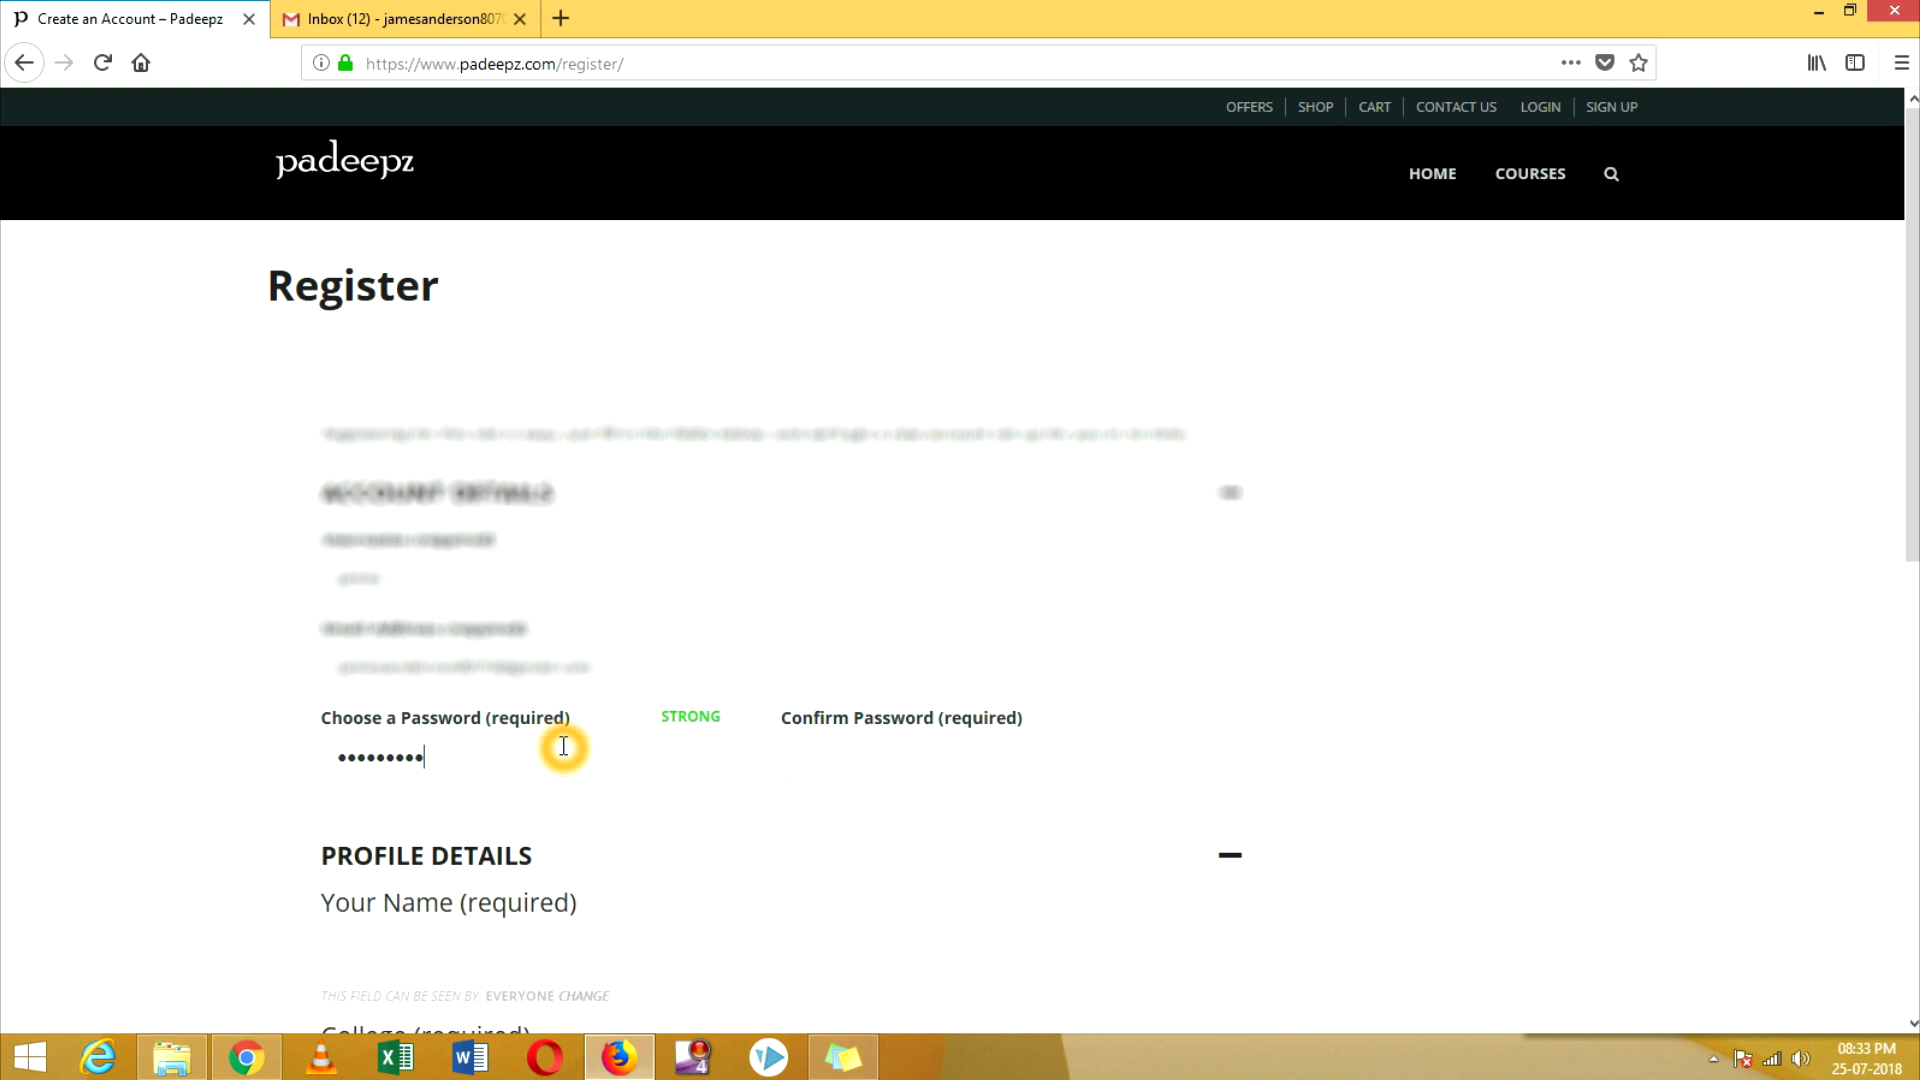 Create an Account – Padeepz
Inbox (12) - jamesanderson807
https://www.padeepz.com/register/
OFFERS SHOP CART CONTACT US LOGIN SIGN UP
padeepz
HOME COURSES
Register
Choose a Password (required) STRONG Confirm Password (required)
•••••••••
PROFILE DETAILS
Your Name (required)
THIS FIELD CAN BE SEEN BY: EVERYONE CHANGE
College (required)
08:33 PM
25-07-2018